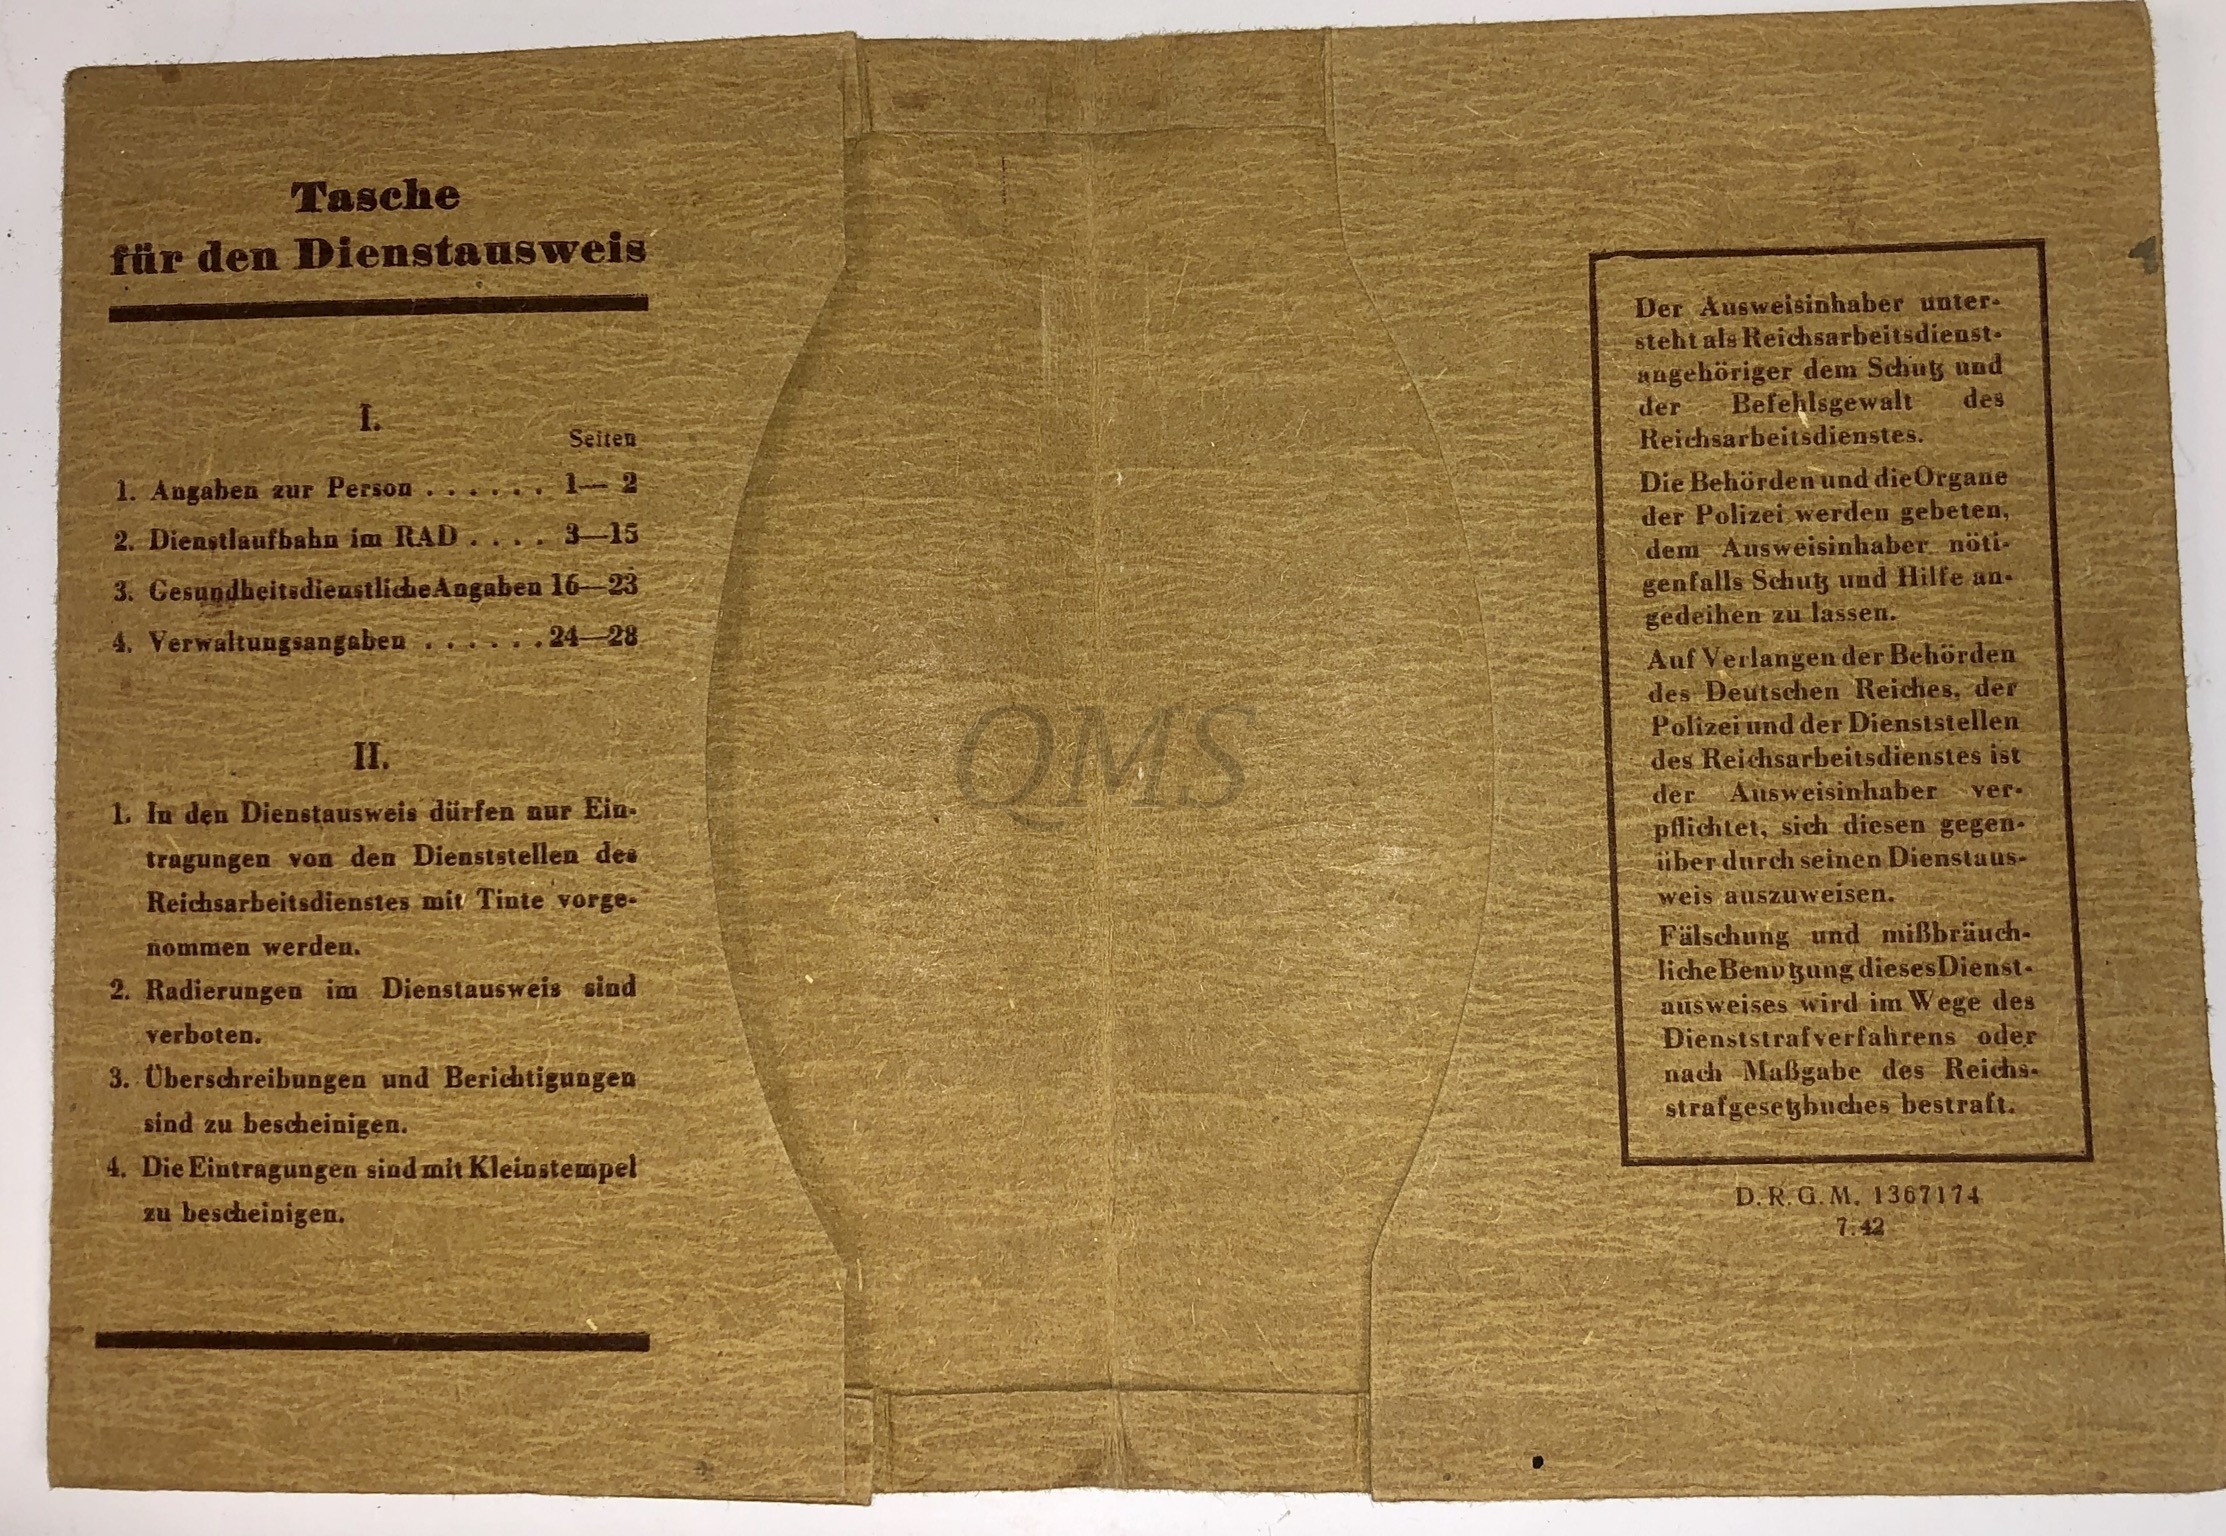 Tasche
für den Dienstausweis
I.
Seiten
1. Angaben zur Person . . . . . . 1— 2
2. Dienstlaufbahn im RAD . . . . 3—15
3. Gesundheitsdienstliche Angaben 16—23
4. Verwaltungsangaben . . . . . . 24—28
II.
1. In den Dienstausweis dürfen nur Ein-
tragungen von den Dienststellen des
Reichsarbeitsdienstes mit Tinte vorge-
nommen werden.
2. Radierungen im Dienstausweis sind
verboten.
3. Überschreibungen und Berichtigungen
sind zu bescheinigen.
4. Die Eintragungen sind mit Kleinstempel
zu bescheinigen.
QMS
Der Ausweisinhaber unter-
steht als Reichsarbeitsdienst-
angehöriger dem Schutz und
der Befehlsgewalt des
Reichsarbeitsdienstes.
Die Behörden und die Organe
der Polizei werden gebeten,
dem Ausweisinhaber nöti-
genfalls Schutz und Hilfe an-
gedeihen zu lassen.
Auf Verlangen der Behörden
des Deutschen Reiches, der
Polizei und der Dienststellen
des Reichsarbeitsdienstes ist
der Ausweisinhaber ver-
pflichtet, sich diesen gegen-
über durch seinen Dienstaus-
weis auszuweisen.
Fälschung und mißbräuch-
liche Benutzung dieses Dienst-
ausweises wird im Wege des
Dienststrafverfahrens oder
nach Maßgabe des Reichs-
strafgesetzbuches bestraft.
D. R. G. M. 1367174
7. 42